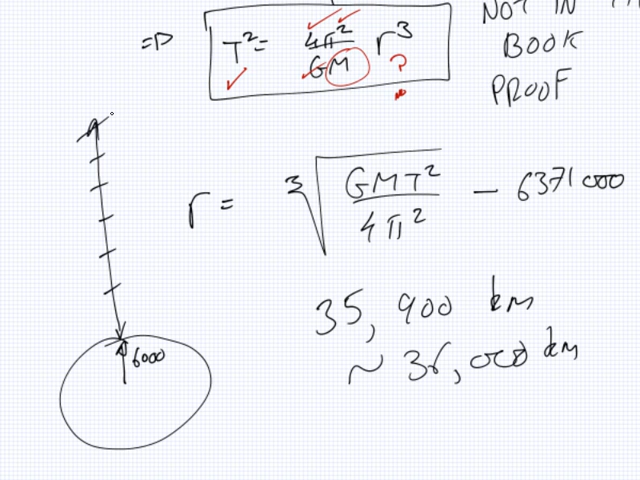 => T² = 4π²/GM r³
?
NOT IN
BOOK
PROOF
r = ∛(GMT²/4π²) − 6371000
35,900 km
~ 36,000 km
6000